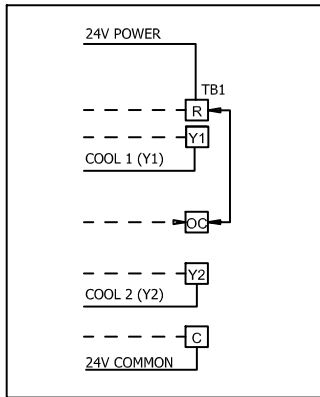 24V POWER
TB1
R
Y1
COOL 1 (Y1)
OC
Y2
COOL 2 (Y2)
C
24V COMMON